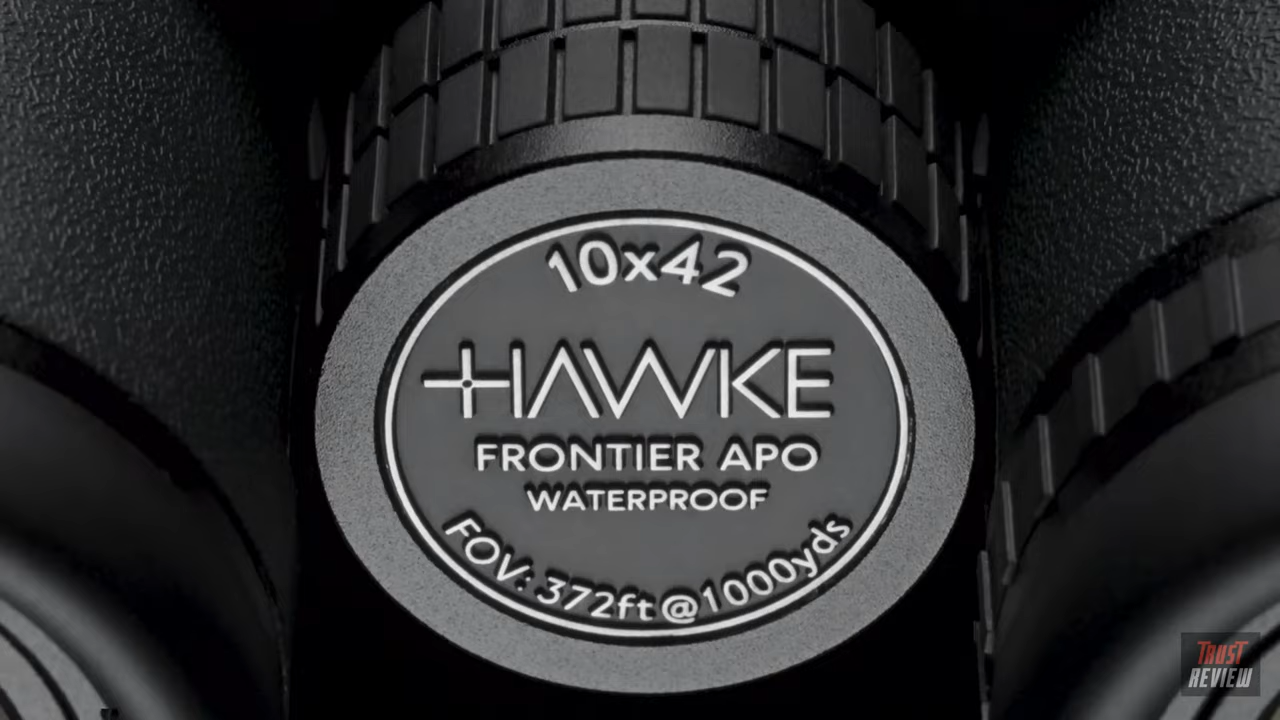 10x42
HAWKE
FRONTIER APO
WATERPROOF
FOV: 372ft@1000yds
TRUST
REVIEW